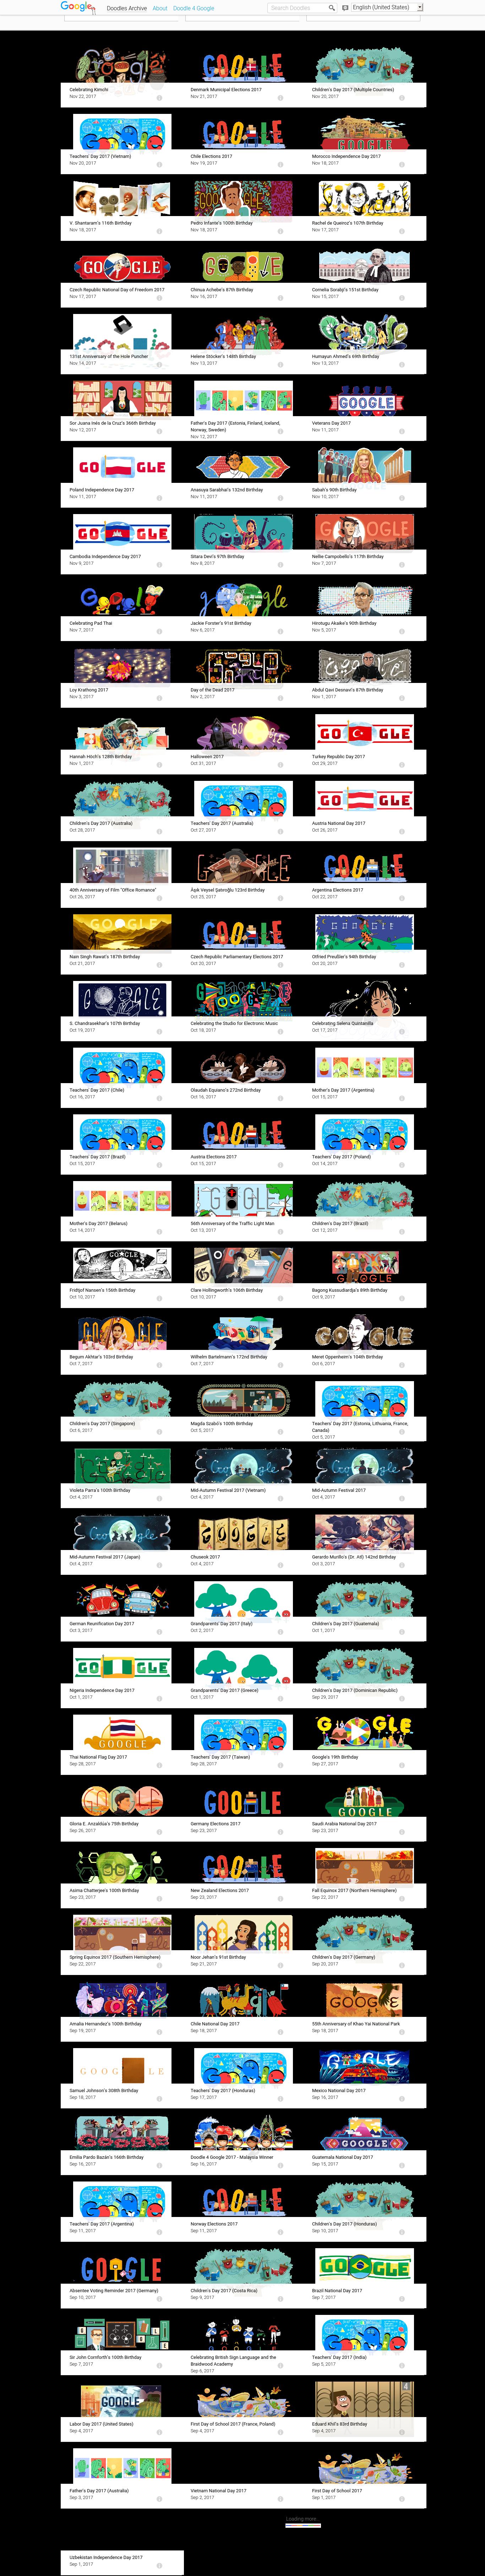 Google Doodles Archive About Doodle 4 Google Search Doodles English (United States)
Celebrating Kimchi
Nov 22, 2017
Denmark Municipal Elections 2017
Nov 21, 2017
Children's Day 2017 (Multiple Countries)
Nov 20, 2017
Teachers' Day 2017 (Vietnam)
Nov 20, 2017
Chile Elections 2017
Nov 19, 2017
Morocco Independence Day 2017
Nov 18, 2017
V. Shantaram's 116th Birthday
Nov 18, 2017
Pedro Infante's 100th Birthday
Nov 18, 2017
Rachel de Queiroz's 107th Birthday
Nov 17, 2017
Czech Republic National Day of Freedom 2017
Nov 17, 2017
Chinua Achebe's 87th Birthday
Nov 16, 2017
Cornelia Sorabji's 151st Birthday
Nov 15, 2017
131st Anniversary of the Hole Puncher
Nov 14, 2017
Helene Stöcker's 148th Birthday
Nov 13, 2017
Humayun Ahmed's 69th Birthday
Nov 13, 2017
Sor Juana Inés de la Cruz's 366th Birthday
Nov 12, 2017
Father's Day 2017 (Estonia, Finland, Iceland,
Norway, Sweden)
Nov 12, 2017
Veterans Day 2017
Nov 11, 2017
Poland Independence Day 2017
Nov 11, 2017
Anasuya Sarabhai's 132nd Birthday
Nov 11, 2017
Sabah's 90th Birthday
Nov 10, 2017
Cambodia Independence Day 2017
Nov 9, 2017
Sitara Devi's 97th Birthday
Nov 8, 2017
Nellie Campobello's 117th Birthday
Nov 7, 2017
Celebrating Pad Thai
Nov 7, 2017
Jackie Forster's 91st Birthday
Nov 6, 2017
Hirotugu Akaike's 90th Birthday
Nov 5, 2017
Loy Krathong 2017
Nov 3, 2017
Day of the Dead 2017
Nov 2, 2017
Abdul Qavi Desnavi's 87th Birthday
Nov 1, 2017
Hannah Höch's 128th Birthday
Nov 1, 2017
Halloween 2017
Oct 31, 2017
Turkey Republic Day 2017
Oct 29, 2017
Children's Day 2017 (Australia)
Oct 28, 2017
Teachers' Day 2017 (Australia)
Oct 27, 2017
Austria National Day 2017
Oct 26, 2017
40th Anniversary of Film "Office Romance"
Oct 26, 2017
Âşık Veysel Şatıroğlu 123rd Birthday
Oct 25, 2017
Argentina Elections 2017
Oct 22, 2017
Nain Singh Rawat's 187th Birthday
Oct 21, 2017
Czech Republic Parliamentary Elections 2017
Oct 20, 2017
Otfried Preußler's 94th Birthday
Oct 20, 2017
S. Chandrasekhar's 107th Birthday
Oct 19, 2017
Celebrating the Studio for Electronic Music
Oct 18, 2017
Celebrating Selena Quintanilla
Oct 17, 2017
Teachers' Day 2017 (Chile)
Oct 16, 2017
Olaudah Equiano's 272nd Birthday
Oct 16, 2017
Mother's Day 2017 (Argentina)
Oct 15, 2017
Teachers' Day 2017 (Brazil)
Oct 15, 2017
Austria Elections 2017
Oct 15, 2017
Teachers' Day 2017 (Poland)
Oct 14, 2017
Mother's Day 2017 (Belarus)
Oct 14, 2017
56th Anniversary of the Traffic Light Man
Oct 13, 2017
Children's Day 2017 (Brazil)
Oct 12, 2017
Fridtjof Nansen's 156th Birthday
Oct 10, 2017
Clare Hollingworth's 106th Birthday
Oct 10, 2017
Bagong Kussudiardja's 89th Birthday
Oct 9, 2017
Begum Akhtar's 103rd Birthday
Oct 7, 2017
Wilhelm Bartelmann's 172nd Birthday
Oct 7, 2017
Meret Oppenheim's 104th Birthday
Oct 6, 2017
Children's Day 2017 (Singapore)
Oct 6, 2017
Magda Szabó's 100th Birthday
Oct 5, 2017
Teachers' Day 2017 (Estonia, Lithuania, France,
Canada)
Oct 5, 2017
Violeta Parra's 100th Birthday
Oct 4, 2017
Mid-Autumn Festival 2017 (Vietnam)
Oct 4, 2017
Mid-Autumn Festival 2017
Oct 4, 2017
Mid-Autumn Festival 2017 (Japan)
Oct 4, 2017
Chuseok 2017
Oct 4, 2017
Gerardo Murillo's (Dr. Atl) 142nd Birthday
Oct 3, 2017
German Reunification Day 2017
Oct 3, 2017
Grandparents' Day 2017 (Italy)
Oct 2, 2017
Children's Day 2017 (Guatemala)
Oct 1, 2017
Nigeria Independence Day 2017
Oct 1, 2017
Grandparents' Day 2017 (Greece)
Oct 1, 2017
Children's Day 2017 (Dominican Republic)
Sep 29, 2017
Thai National Flag Day 2017
Sep 28, 2017
Teachers' Day 2017 (Taiwan)
Sep 28, 2017
Google's 19th Birthday
Sep 27, 2017
Gloria E. Anzaldúa's 75th Birthday
Sep 26, 2017
Germany Elections 2017
Sep 23, 2017
Saudi Arabia National Day 2017
Sep 23, 2017
Asima Chatterjee's 100th Birthday
Sep 23, 2017
New Zealand Elections 2017
Sep 23, 2017
Fall Equinox 2017 (Northern Hemisphere)
Sep 22, 2017
Spring Equinox 2017 (Southern Hemisphere)
Sep 22, 2017
Noor Jehan's 91st Birthday
Sep 21, 2017
Children's Day 2017 (Germany)
Sep 20, 2017
Amalia Hernández's 100th Birthday
Sep 19, 2017
Chile National Day 2017
Sep 18, 2017
55th Anniversary of Khao Yai National Park
Sep 18, 2017
Samuel Johnson's 308th Birthday
Sep 18, 2017
Teachers' Day 2017 (Honduras)
Sep 17, 2017
Mexico National Day 2017
Sep 16, 2017
Emilia Pardo Bazán's 166th Birthday
Sep 16, 2017
Doodle 4 Google 2017 - Malaysia Winner
Sep 16, 2017
Guatemala National Day 2017
Sep 15, 2017
Teachers' Day 2017 (Argentina)
Sep 11, 2017
Norway Elections 2017
Sep 11, 2017
Children's Day 2017 (Honduras)
Sep 10, 2017
Absentee Voting Reminder 2017 (Germany)
Sep 10, 2017
Children's Day 2017 (Costa Rica)
Sep 9, 2017
Brazil National Day 2017
Sep 7, 2017
Sir John Cornforth's 100th Birthday
Sep 7, 2017
Celebrating British Sign Language and the
Braidwood Academy
Sep 6, 2017
Teachers' Day 2017 (India)
Sep 5, 2017
Labor Day 2017 (United States)
Sep 4, 2017
First Day of School 2017 (France, Poland)
Sep 4, 2017
Eduard Khil's 83rd Birthday
Sep 4, 2017
Father's Day 2017 (Australia)
Sep 3, 2017
Vietnam National Day 2017
Sep 2, 2017
First Day of School 2017
Sep 1, 2017
Loading more...
Uzbekistan Independence Day 2017
Sep 1, 2017